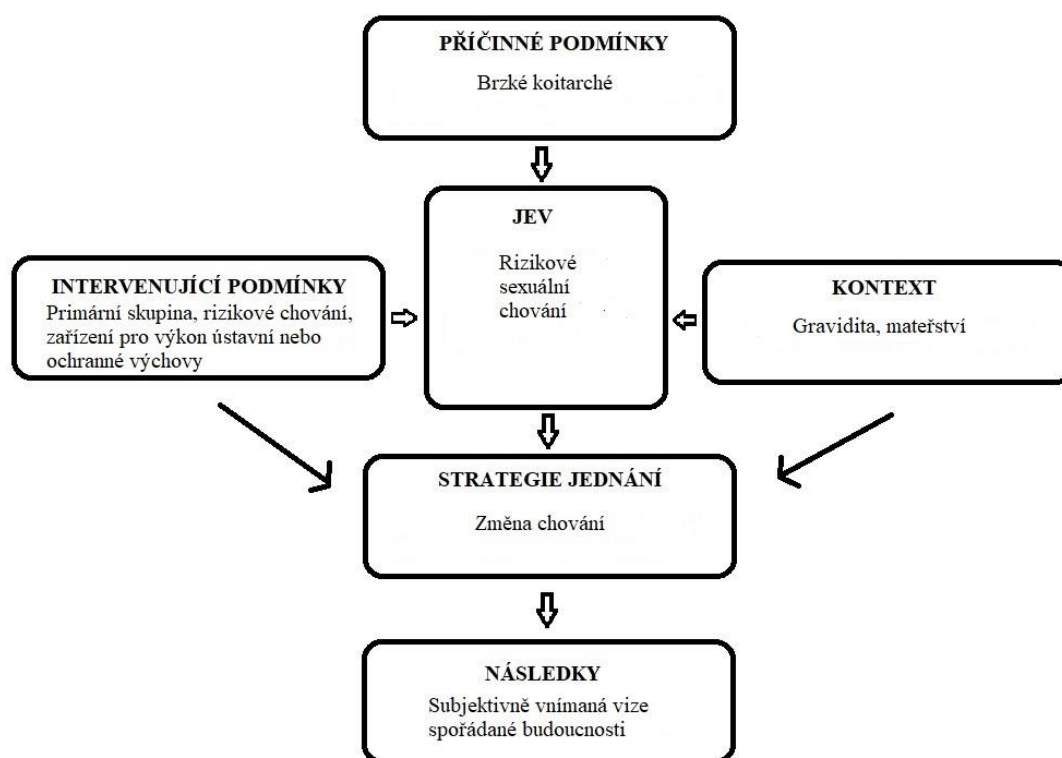 PŘÍČINNÉ PODMÍNKY
Brzké koitarché
JEV
Rizikové
sexuální
chování
INTERVENUJÍCÍ PODMÍNKY
Primární skupina, rizikové chování,
zařízení pro výkon ústavní nebo
ochranné výchovy
KONTEXT
Gravidita, mateřství
STRATEGIE JEDNÁNÍ
Změna chování
NÁSLEDKY
Subjektivně vnímaná vize
spořádané budoucnosti